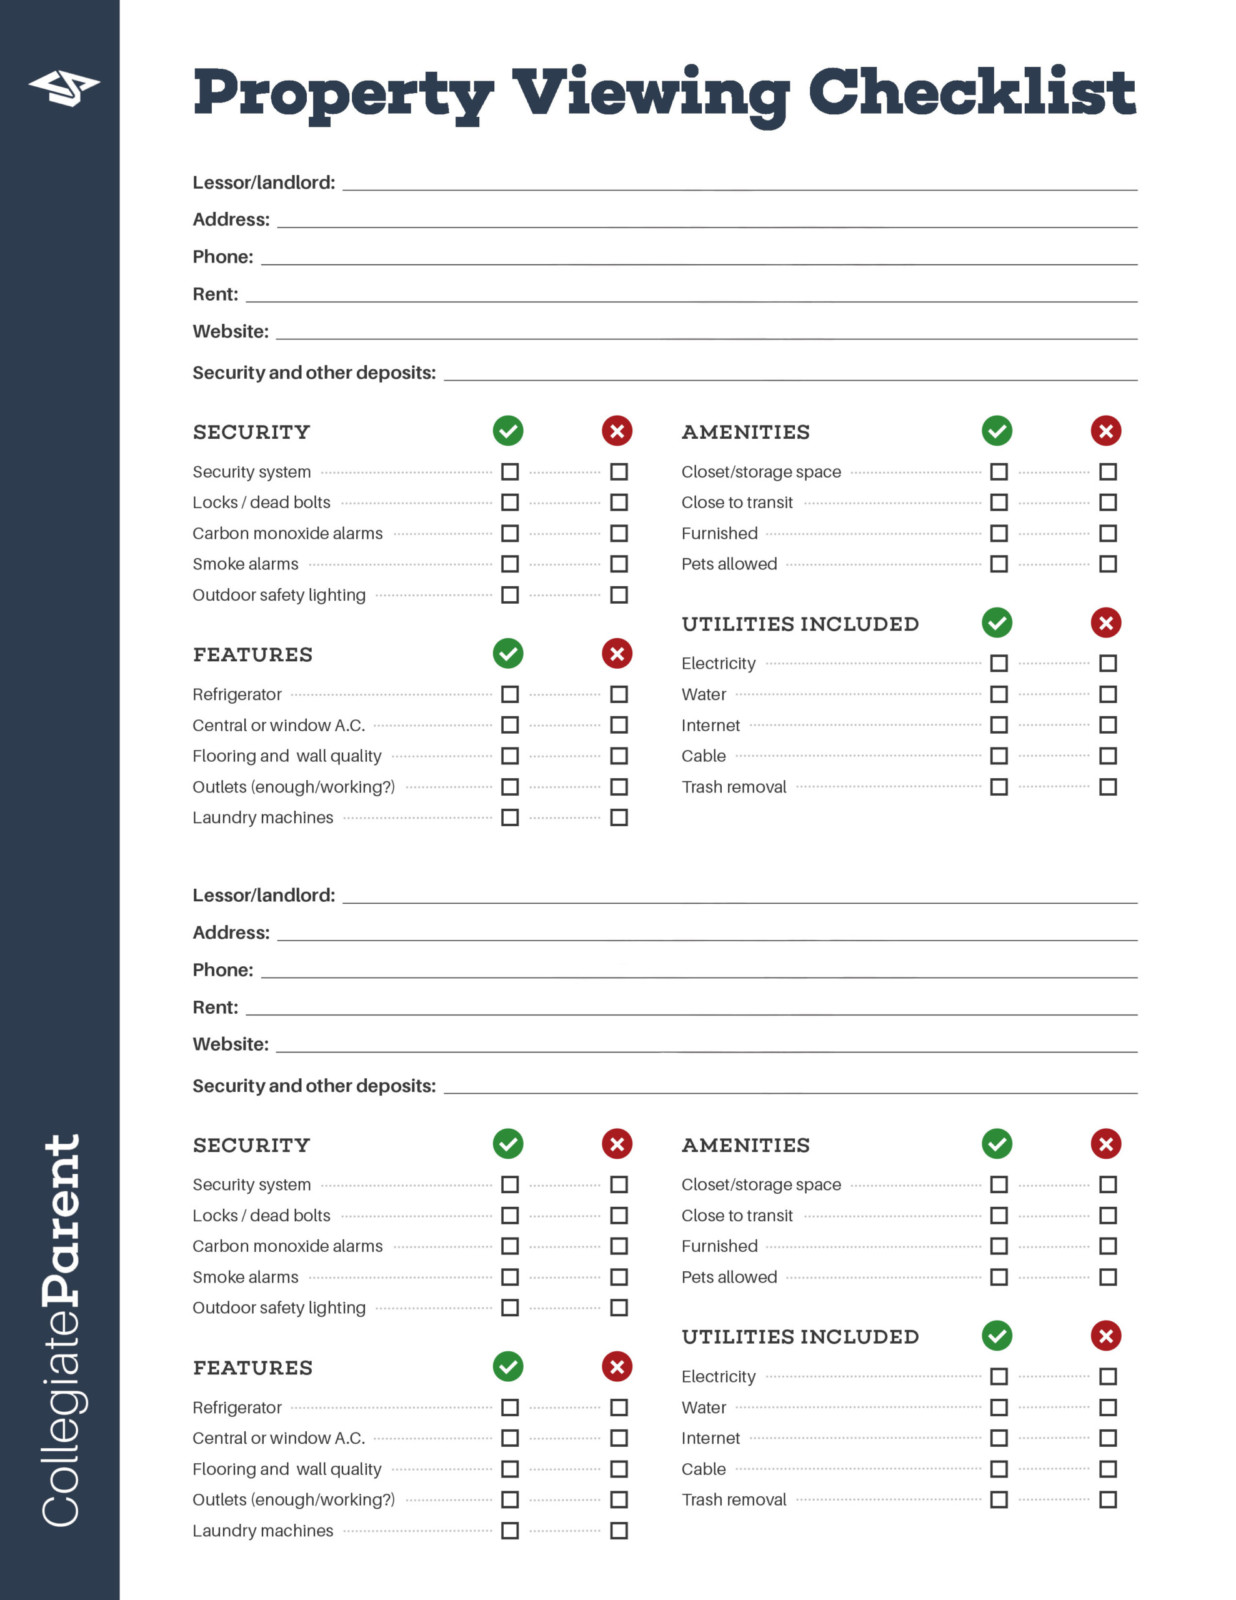 Property Viewing Checklist
Lessor/landlord:
Address:
Phone:
Rent:
Website:
Security and other deposits:
SECURITY
Security system
Locks / dead bolts
Carbon monoxide alarms
Smoke alarms
Outdoor safety lighting
FEATURES
Refrigerator
Central or window A.C.
Flooring and wall quality
Outlets (enough/working?)
Laundry machines
AMENITIES
Closet/storage space
Close to transit
Furnished
Pets allowed
UTILITIES INCLUDED
Electricity
Water
Internet
Cable
Trash removal
Lessor/landlord:
Address:
Phone:
Rent:
Website:
Security and other deposits:
SECURITY
Security system
Locks / dead bolts
Carbon monoxide alarms
Smoke alarms
Outdoor safety lighting
FEATURES
Refrigerator
Central or window A.C.
Flooring and wall quality
Outlets (enough/working?)
Laundry machines
AMENITIES
Closet/storage space
Close to transit
Furnished
Pets allowed
UTILITIES INCLUDED
Electricity
Water
Internet
Cable
Trash removal
CollegiateParent